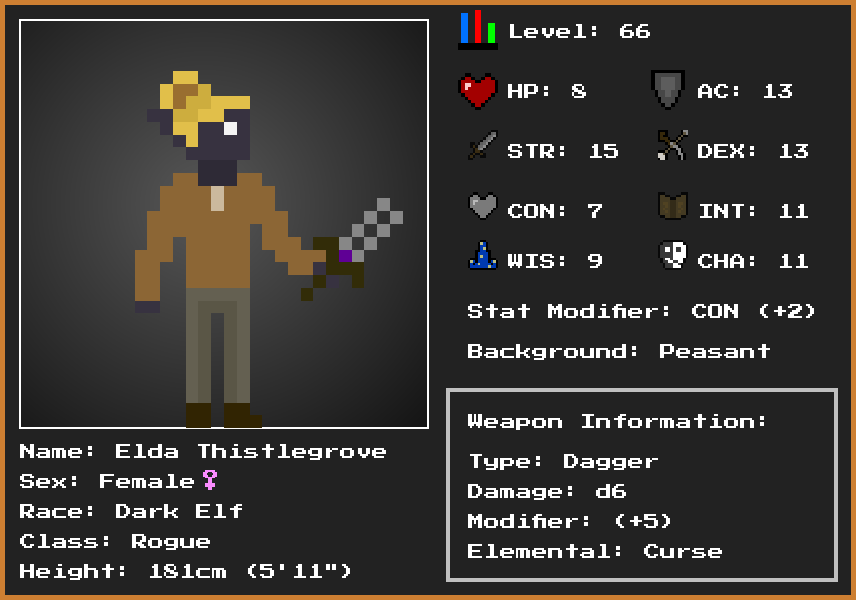 Level: 66
HP: 8
AC: 13
STR: 15
DEX: 13
CON: 7
INT: 11
WIS: 9
CHA: 11
Stat Modifier: CON (+2)
Background: Peasant
Weapon Information:
Type: Dagger
Damage: d6
Modifier: (+5)
Elemental: Curse
Name: Elda Thistlegrove
Sex: Female♀
Race: Dark Elf
Class: Rogue
Height: 181cm (5'11")